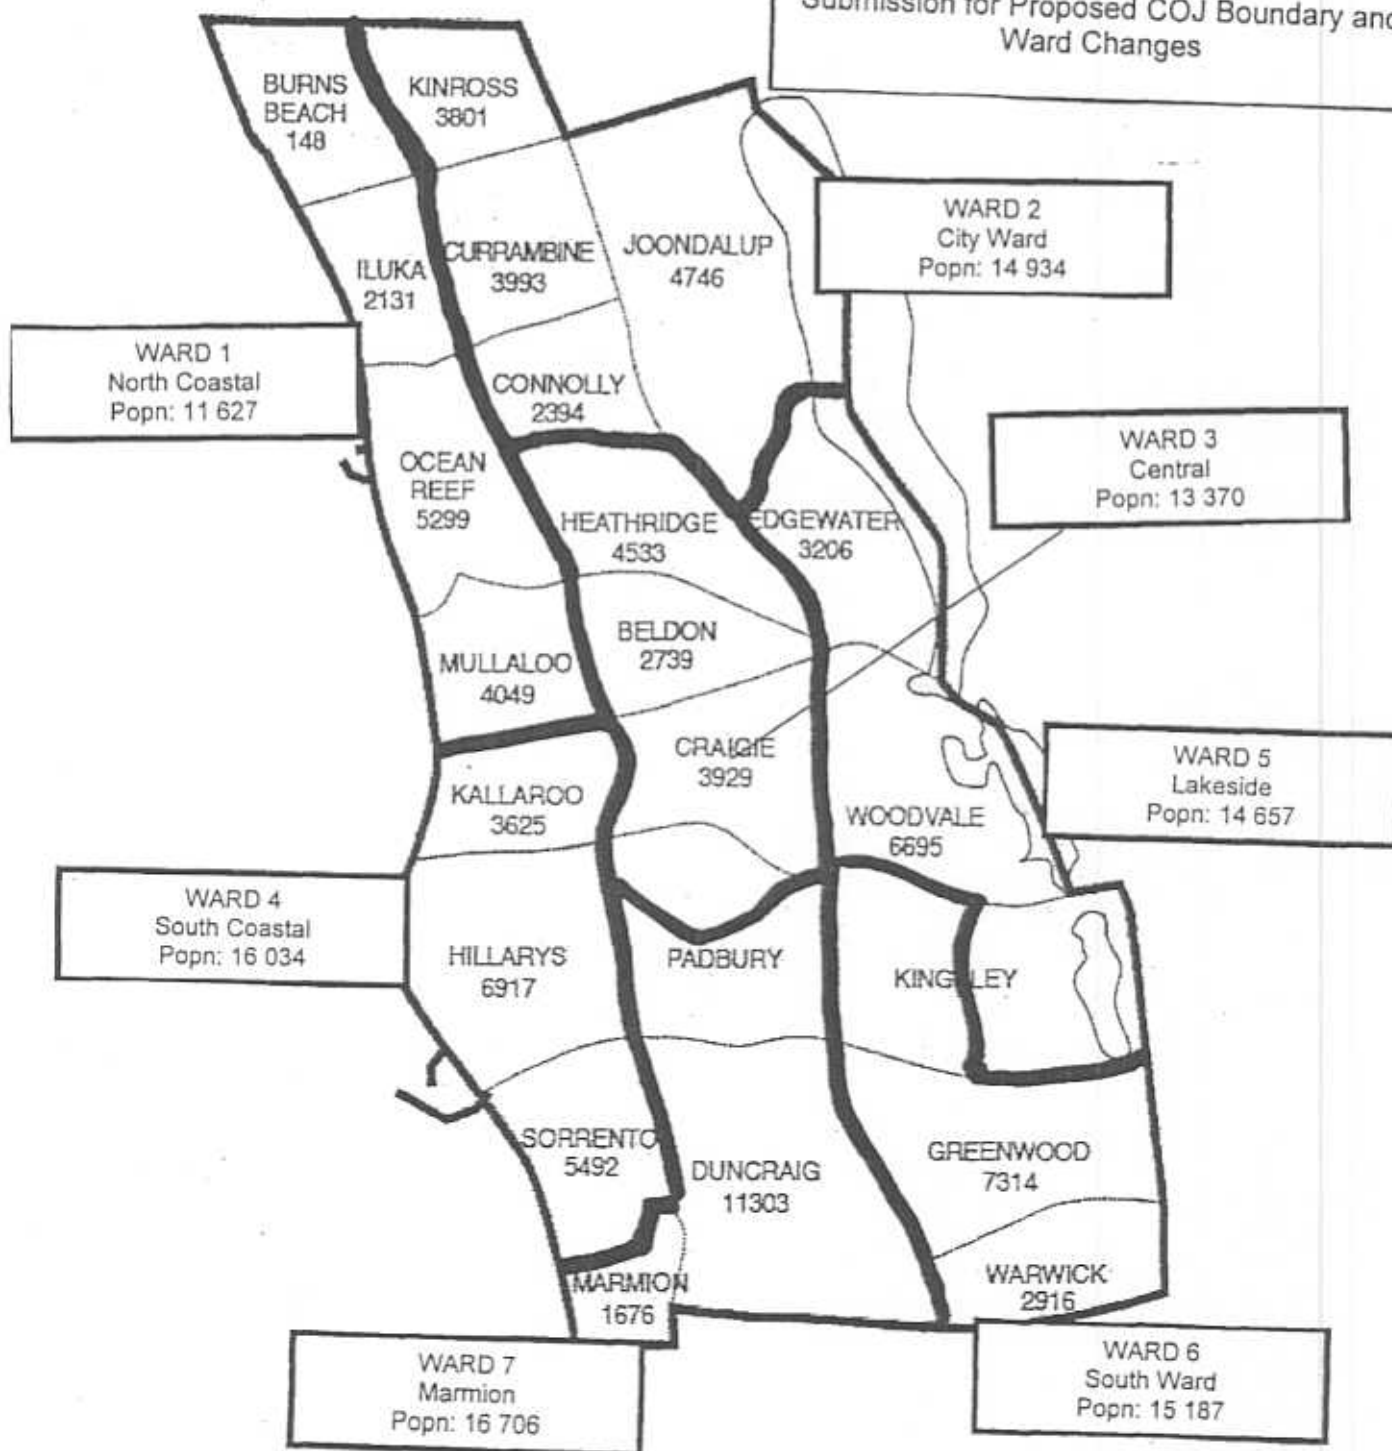 Submission for Proposed COJ Boundary and
Ward Changes
BURNS
BEACH
148
KINROSS
3801
WARD 2
City Ward
Popn: 14 934
ILUKA
2131
CURRAMBINE
3993
JOONDALUP
4746
WARD 1
North Coastal
Popn: 11 627
CONNOLLY
2394
WARD 3
Central
Popn: 13 370
OCEAN
REEF
5299
HEATHRIDGE
4533
EDGEWATER
3206
MULLALOO
4049
BELDON
2739
CRAIGIE
3929
WARD 5
Lakeside
Popn: 14 657
KALLAROO
3625
WOODVALE
6695
WARD 4
South Coastal
Popn: 16 034
HILLARYS
6917
PADBURY
KINGSLEY
SORRENTO
5492
DUNCRAIG
11303
GREENWOOD
7314
MARMION
1676
WARWICK
2916
WARD 7
Marmion
Popn: 16 706
WARD 6
South Ward
Popn: 15 187